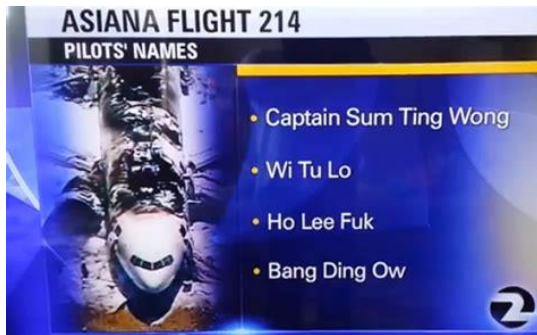 ASIANA FLIGHT 214
PILOTS' NAMES
• Captain Sum Ting Wong
• Wi Tu Lo
• Ho Lee Fuk
• Bang Ding Ow
2